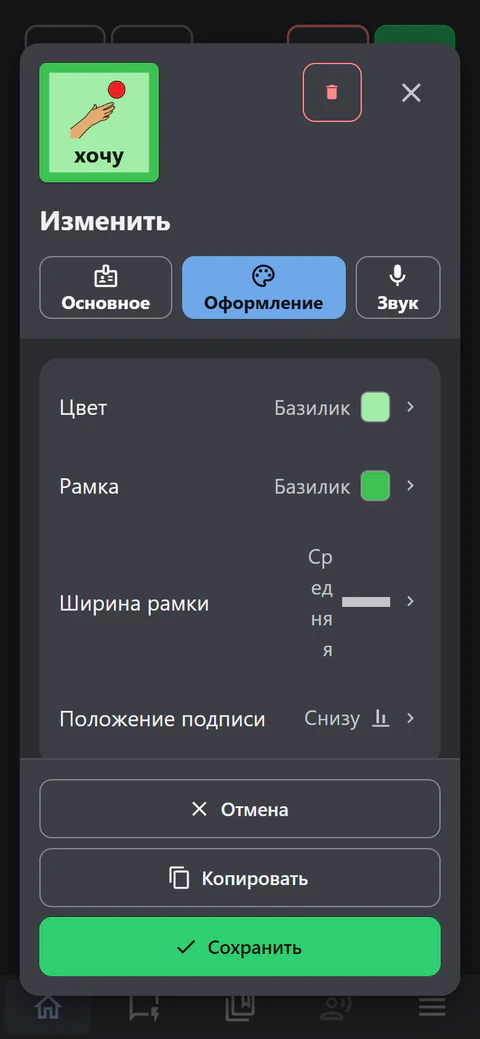 хочу
Изменить
Основное
Оформление
Звук
Цвет
Базилик
Рамка
Базилик
Ширина рамки
Ср
ед
ня
я
Положение подписи
Снизу
Отмена
Копировать
Сохранить